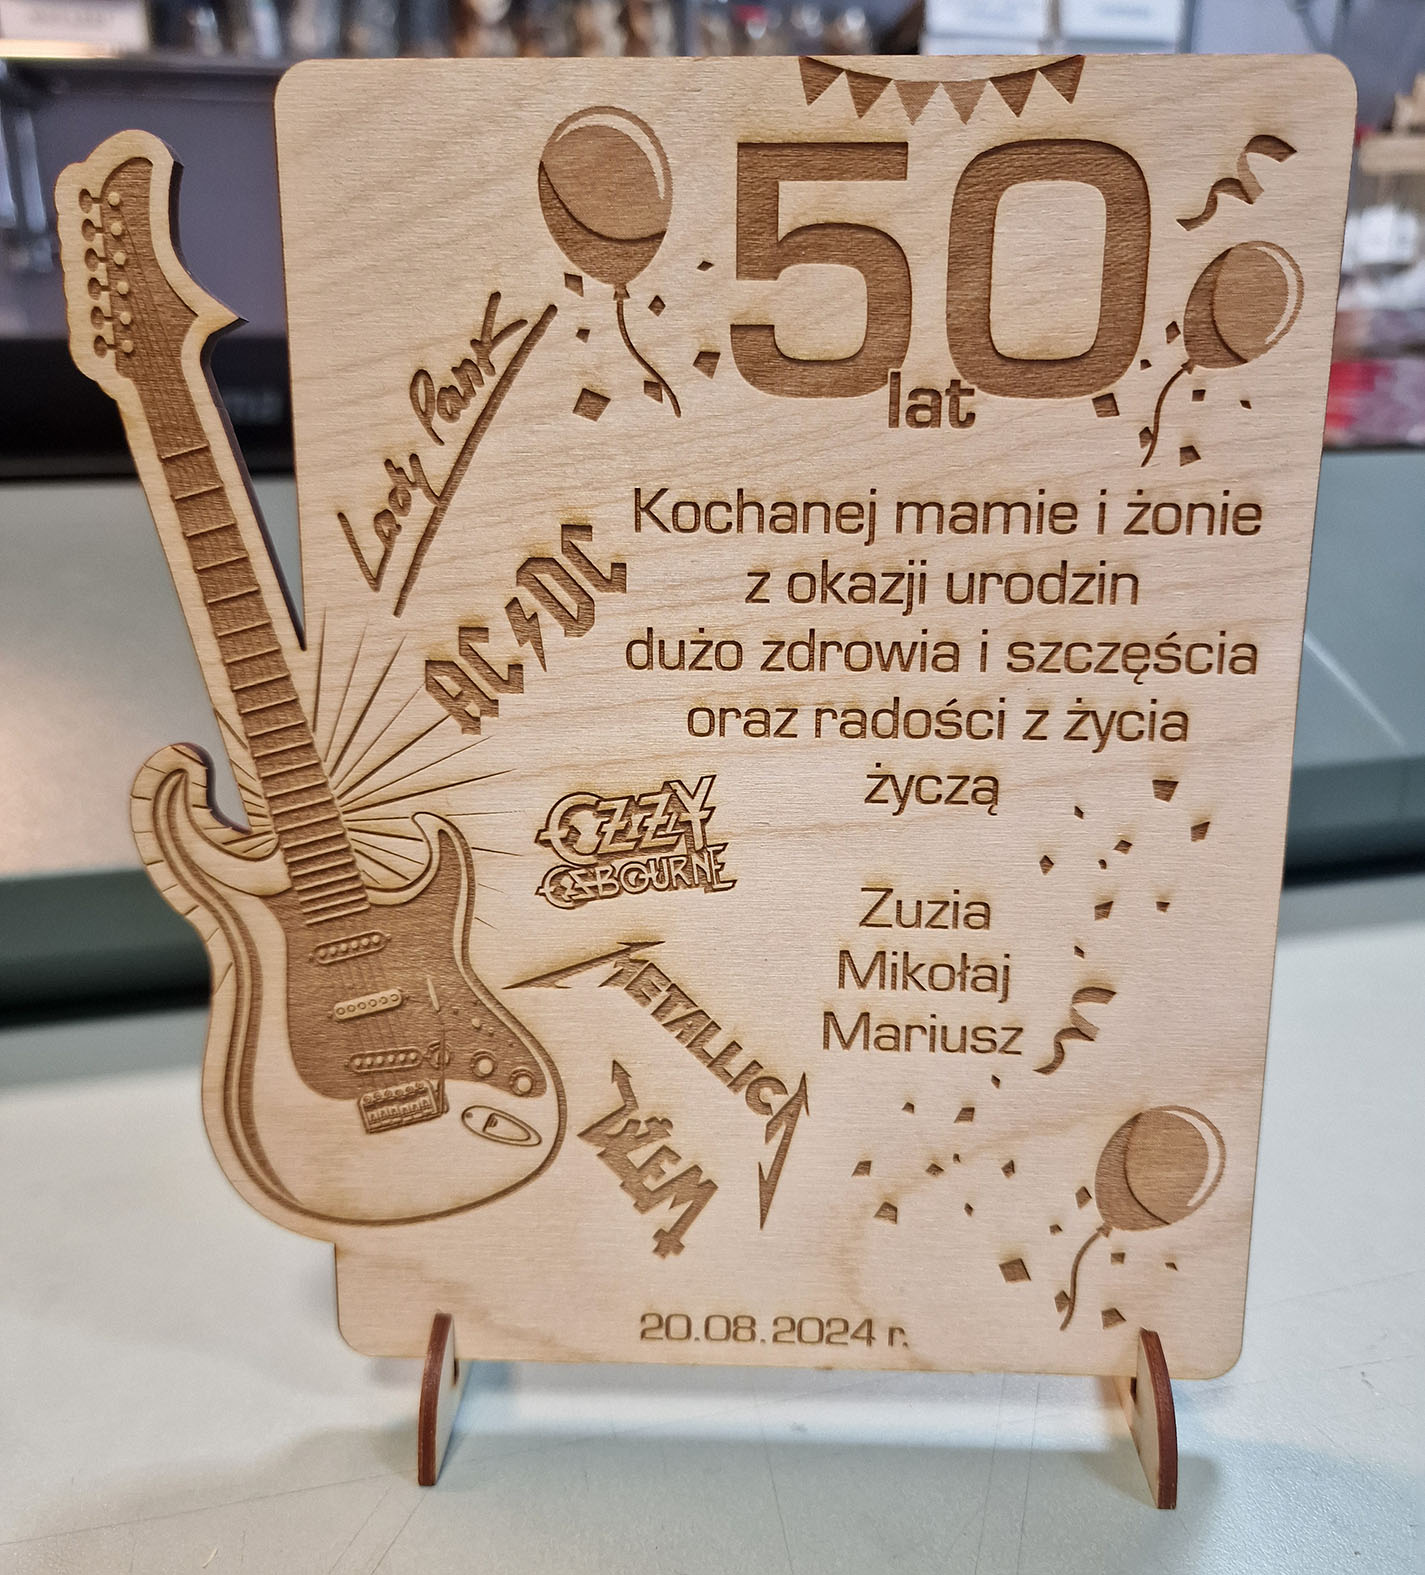 50
lat
Lady Pank
AC⚡DC
Kochanej mamie i żonie
z okazji urodzin
dużo zdrowia i szczęścia
oraz radości z życia
życzą
OZZY
OSBOURNE
Zuzia
Mikołaj
Mariusz
METALLICA
DŻEM
20.08.2024 r.